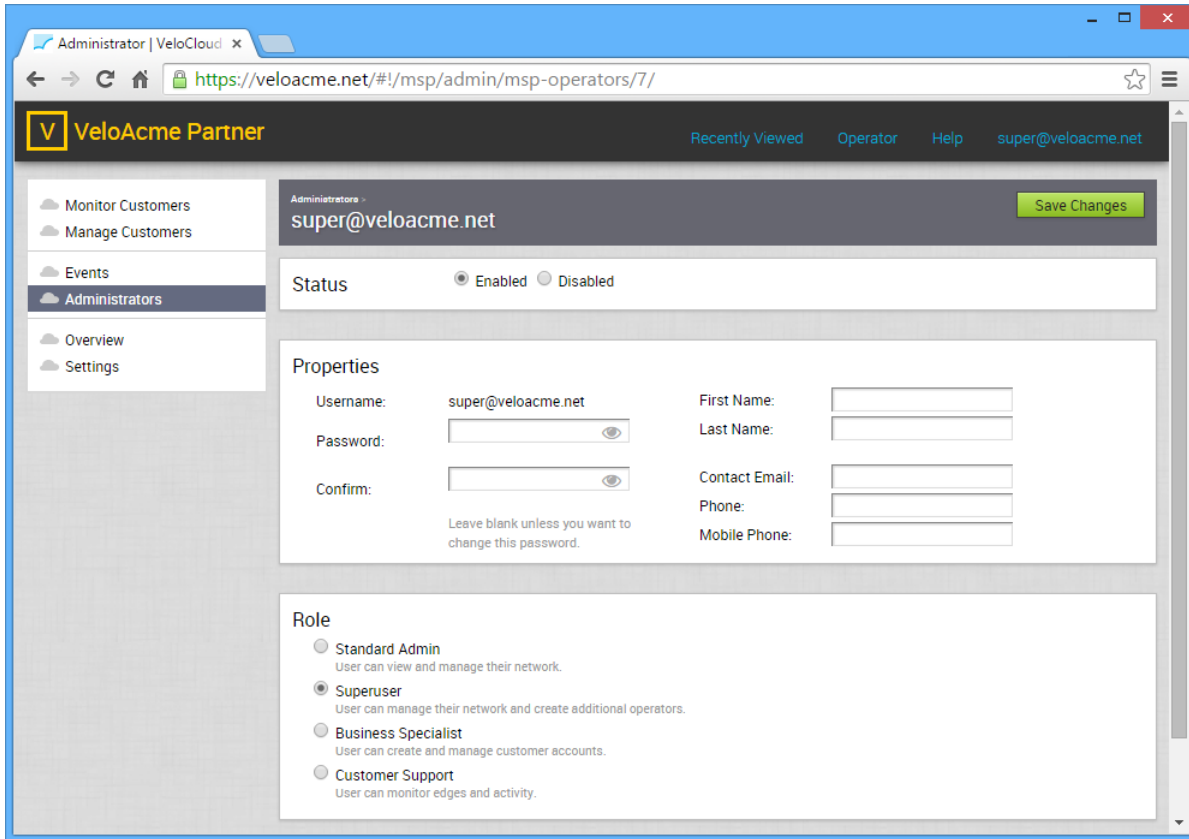 Administrator | VeloCloud
https://veloacme.net/#!/msp/admin/msp-operators/7/
V VeloAcme Partner
Recently Viewed Operator Help super@veloacme.net
Monitor Customers
Manage Customers
Events
Administrators
Overview
Settings
Administrators >
super@veloacme.net
Save Changes
Status
Enabled Disabled
Properties
Username: super@veloacme.net
Password:
Confirm:
Leave blank unless you want to
change this password.
First Name:
Last Name:
Contact Email:
Phone:
Mobile Phone:
Role
Standard Admin
User can view and manage their network.
Superuser
User can manage their network and create additional operators.
Business Specialist
User can create and manage customer accounts.
Customer Support
User can monitor edges and activity.